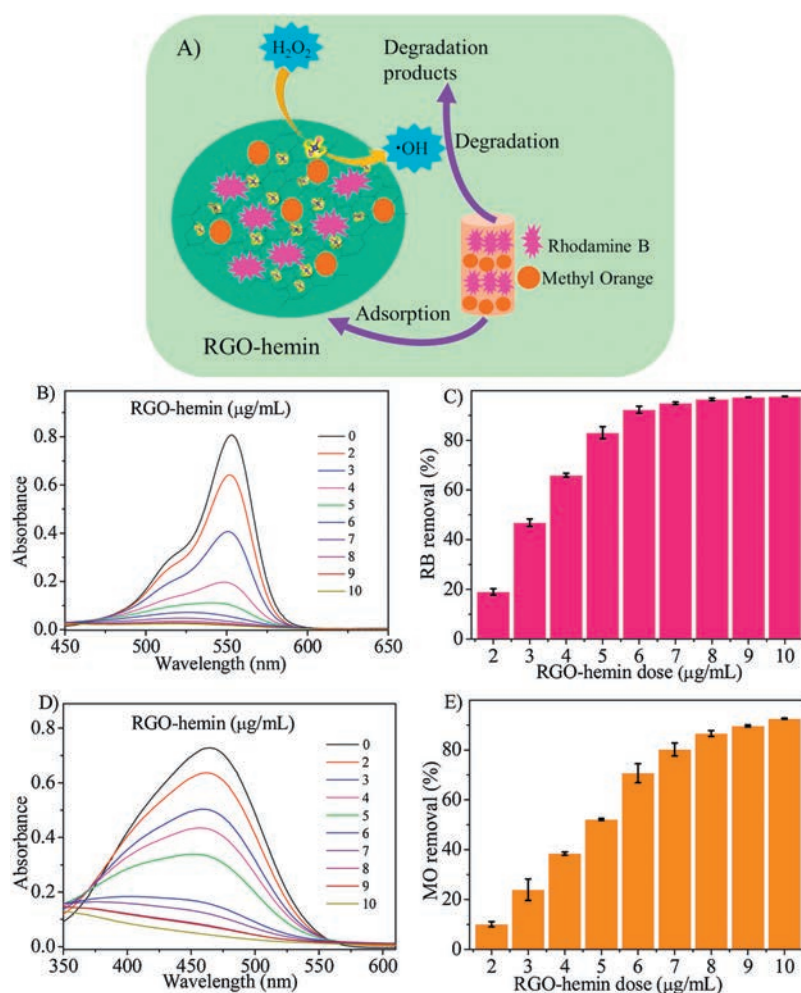 A)
H₂O₂
Degradation
products
•OH
Degradation
Rhodamine B
Methyl Orange
Adsorption
RGO-hemin
B)
RGO-hemin (μg/mL)
0
2
3
4
5
6
7
8
9
10
0.8
0.6
0.4
0.2
0.0
Absorbance
450 500 550 600 650
Wavelength (nm)
C)
80
60
40
20
0
RB removal (%)
2 3 4 5 6 7 8 9 10
RGO-hemin dose (μg/mL)
D)
RGO-hemin (μg/mL)
0
2
3
4
5
6
7
8
9
10
0.8
0.6
0.4
0.2
0.0
Absorbance
350 400 450 500 550 600
Wavelength (nm)
E)
80
60
40
20
0
MO removal (%)
2 3 4 5 6 7 8 9 10
RGO-hemin dose (μg/mL)